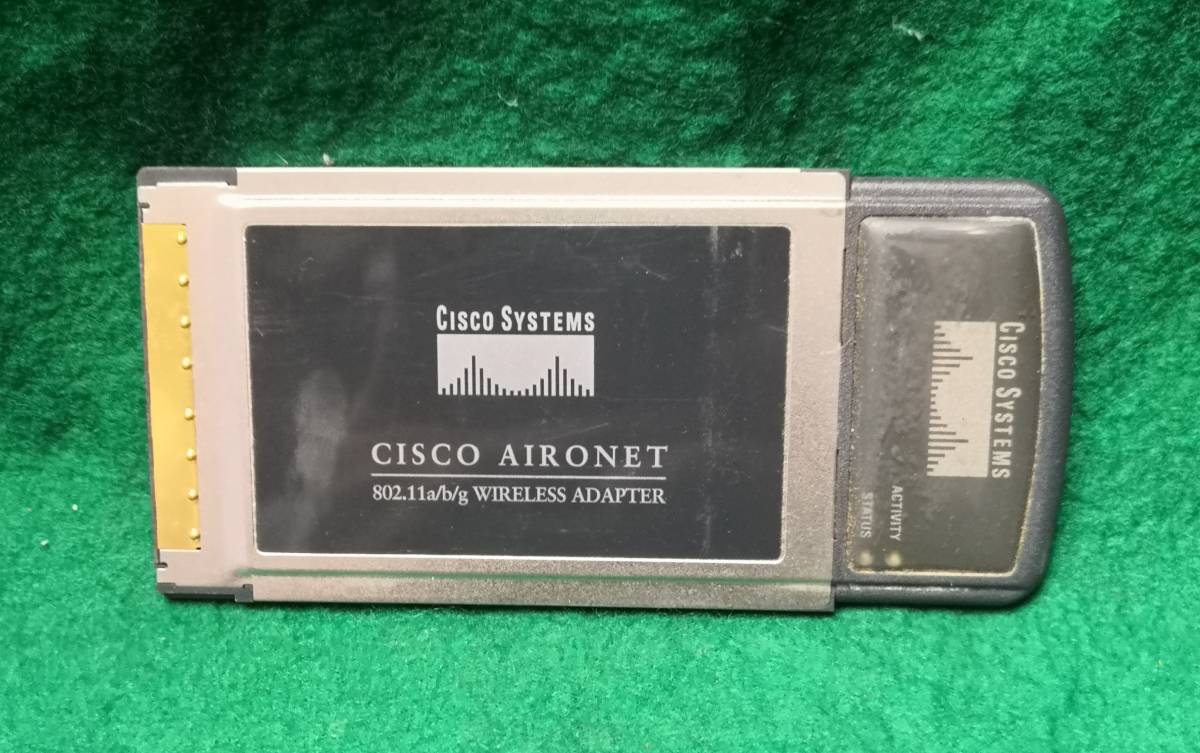 CISCO SYSTEMS
CISCO AIRONET
802.11a/b/g WIRELESS ADAPTER
CISCO SYSTEMS
ACTIVITY
STATUS